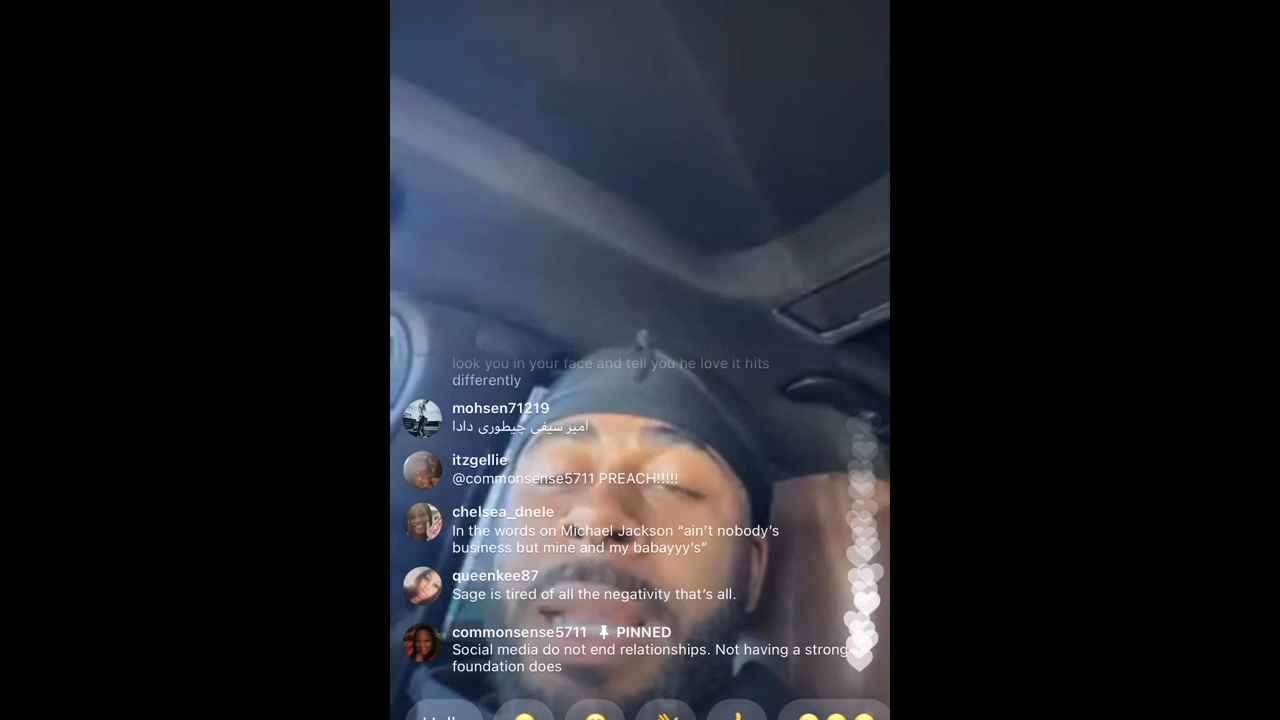 look you in your face and tell you he love it hits
differently
mohsen71219
امیر سیفی چیطوری دادا
itzgellie
@commonsense5711 PREACH!!!!!
chelsea_dnele
In the words on Michael Jackson “ain’t nobody’s
business but mine and my babayyy’s”
queenkee87
Sage is tired of all the negativity that’s all.
commonsense5711 PINNED
Social media do not end relationships. Not having a strong
foundation does